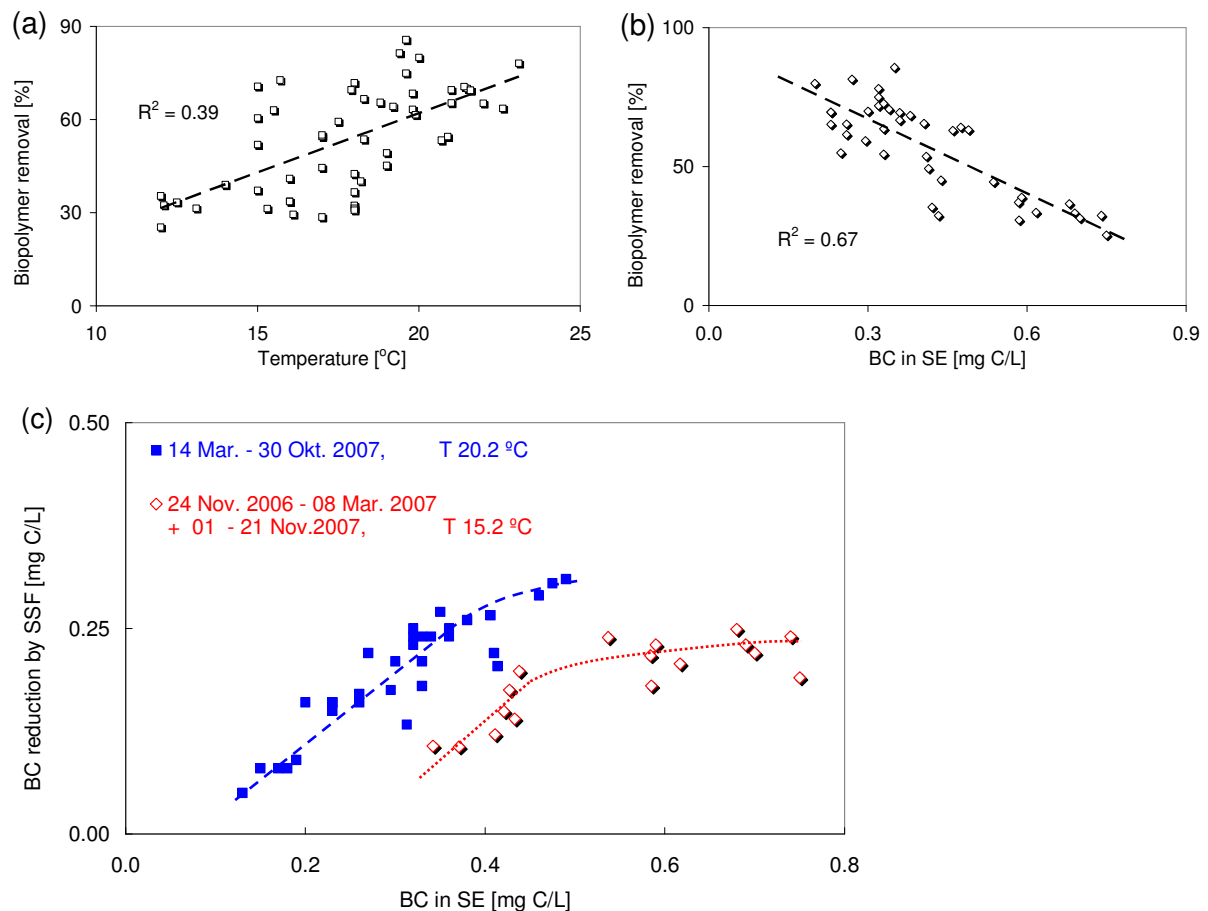 (a)
90
60
30
0
Biopolymer removal [%]
R² = 0.39
10
15
20
25
Temperature [ºC]
(b)
100
50
0
Biopolymer removal [%]
R² = 0.67
0.0
0.3
0.6
0.9
BC in SE [mg C/L]
(c)
0.50
0.25
0.00
BC reduction by SSF [mg C/L]
14 Mar. - 30 Okt. 2007, T 20.2 ºC
24 Nov. 2006 - 08 Mar. 2007
+ 01 - 21 Nov.2007, T 15.2 ºC
0.0
0.2
0.4
0.6
0.8
BC in SE [mg C/L]